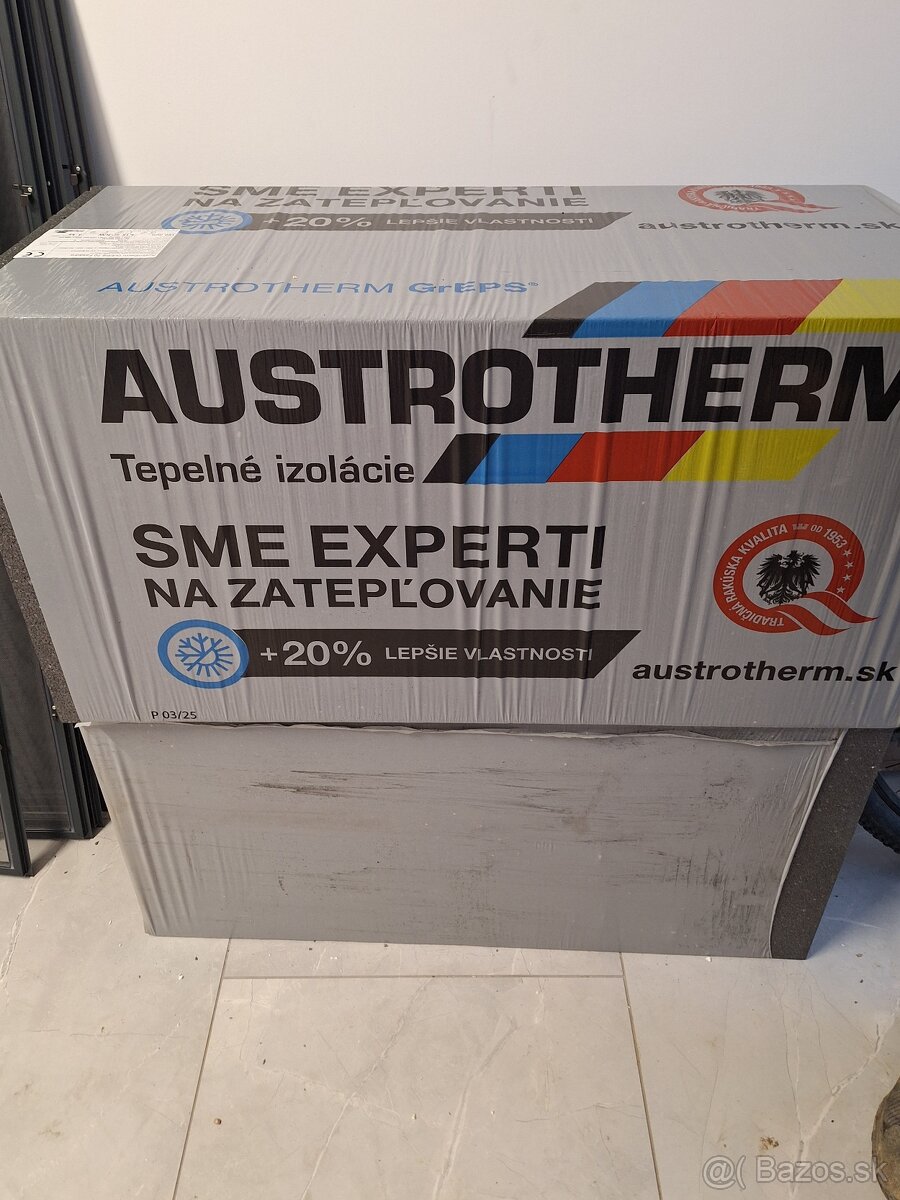 SME EXPERTI
NA ZATEPĽOVANIE
+20% LEPŠIE VLASTNOSTI
austrotherm.sk
AUSTROTHERM GrEPS®
AUSTROTHERM
Tepelné izolácie
SME EXPERTI
NA ZATEPĽOVANIE
+20% LEPŠIE VLASTNOSTI
TRADIČNÁ RAKÚSKA KVALITA OD 1953
austrotherm.sk
P 03/25
@( Bazos.sk